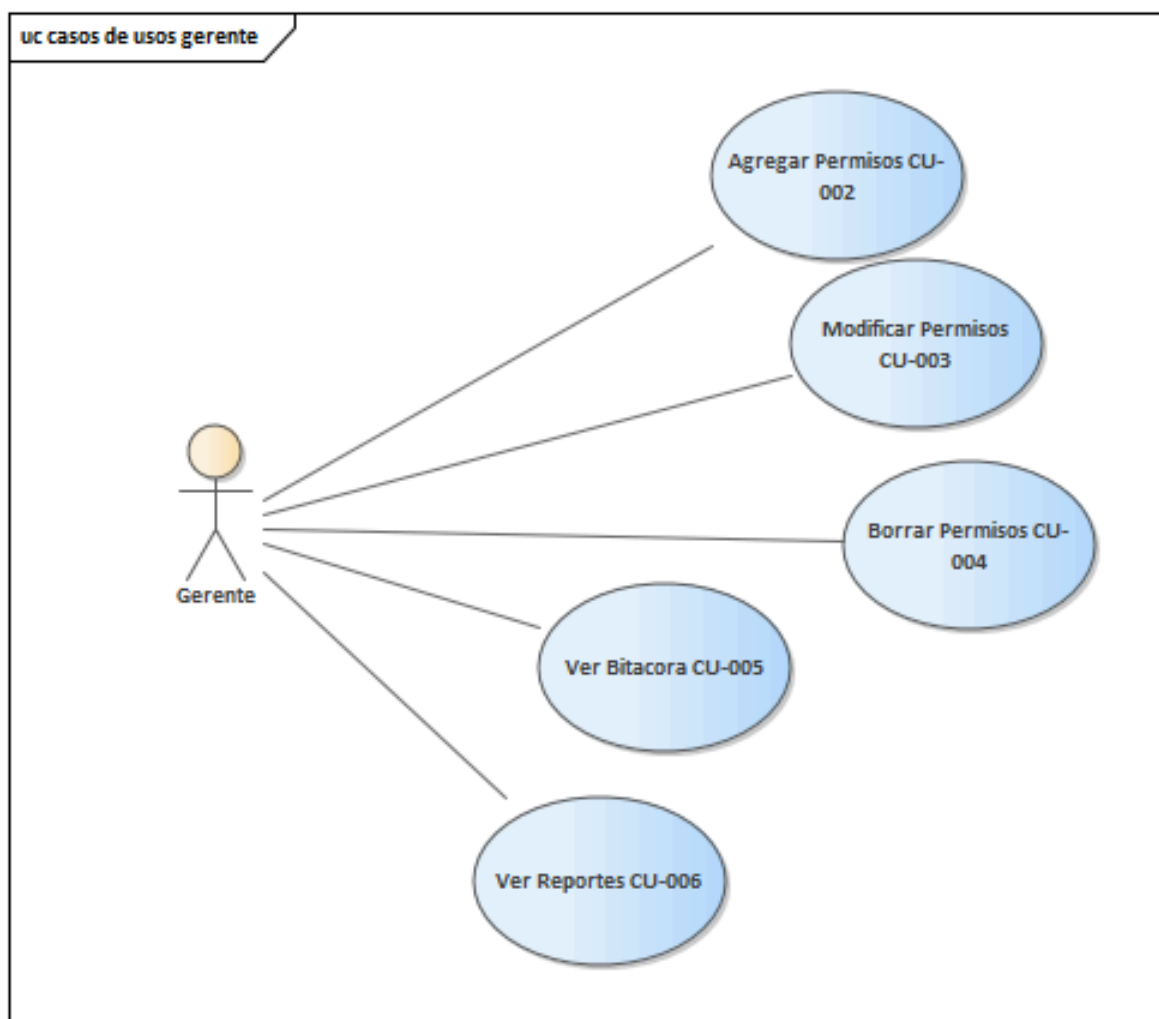 uc casos de usos gerente
Agregar Permisos CU-
002
Modificar Permisos
CU-003
Borrar Permisos CU-
004
Gerente
Ver Bitacora CU-005
Ver Reportes CU-006